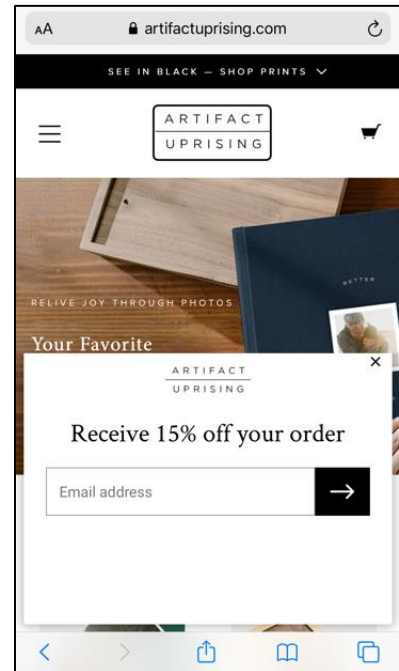 AA artifactuprising.com
SEE IN BLACK — SHOP PRINTS
ARTIFACT
UPRISING
BETTER
RELIVE JOY THROUGH PHOTOS
Your Favorite
ARTIFACT
UPRISING
Receive 15% off your order
Email address